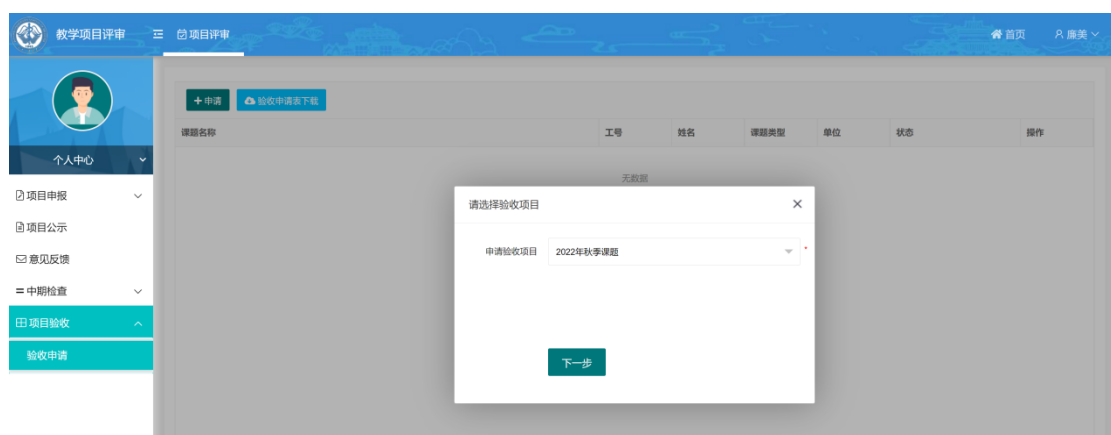 教学项目评审
项目评审
首页
廉美
申请
验收申请表下载
课题名称 工号 姓名 课题类型 单位 状态 操作
无数据
个人中心
项目申报
项目公示
意见反馈
中期检查
项目验收
验收申请
请选择验收项目
申请验收项目 2022年秋季课题 *
下一步